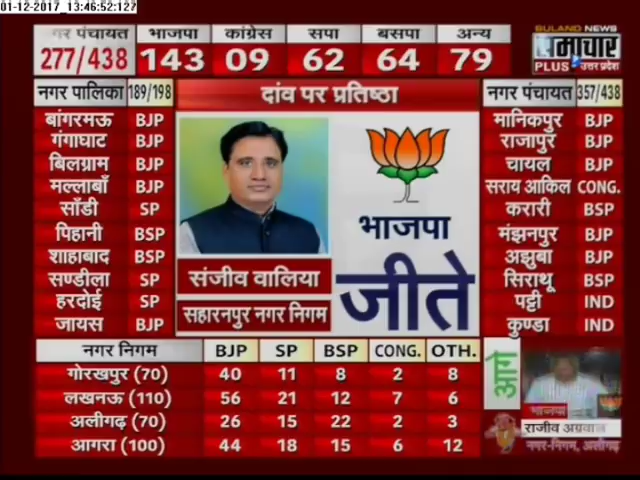 01-12-2017_13:46:52:127
नगर पंचायत भाजपा कांग्रेस सपा बसपा अन्य
277/438 143 09 62 64 79
BULAND NEWS
समाचार
PLUS उत्तर प्रदेश
नगर पालिका 189/198
बांगरमऊ BJP
गंगाघाट BJP
बिलग्राम BJP
मल्लाबाँ BJP
साँडी SP
पिहानी BSP
शाहाबाद BSP
सण्डीला SP
हरदोई SP
जायस BJP
दांव पर प्रतिष्ठा
भाजपा
जीते
संजीव वालिया
सहारनपुर नगर निगम
नगर पंचायत 357/438
मानिकपुर BJP
राजापुर BJP
चायल BJP
सराय आकिल CONG.
करारी BSP
मंझनपुर BJP
अझुबा BJP
सिराथू BSP
पट्टी IND
कुण्डा IND
नगर निगम BJP SP BSP CONG. OTH.
गोरखपुर (70) 40 11 8 2 8
लखनऊ (110) 56 21 12 7 6
अलीगढ़ (70) 26 15 22 2 3
आगरा (100) 44 18 15 6 12
आगे
भाजपा
राजीव अग्रवाल
नगर-निगम, अलीगढ़